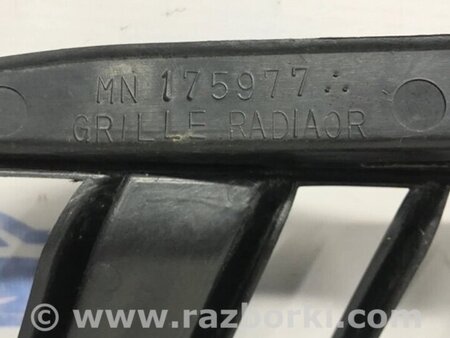 MN 175977
GRILLE RADIAOR
© www.razborki.com